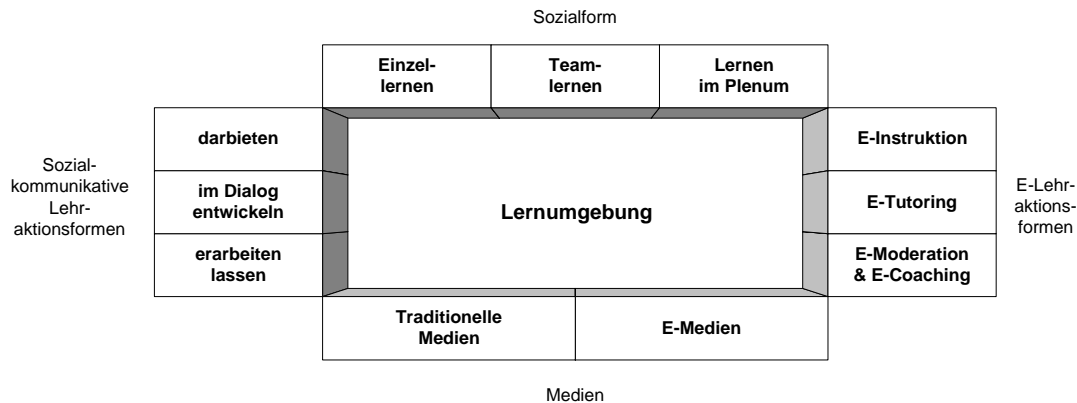 Sozialform
Einzel-
lernen
Team-
lernen
Lernen
im Plenum
Sozial-
kommunikative
Lehr-
aktionsformen
darbieten
im Dialog
entwickeln
erarbeiten
lassen
Lernumgebung
E-Instruktion
E-Tutoring
E-Moderation
& E-Coaching
E-Lehr-
aktions-
formen
Traditionelle
Medien
E-Medien
Medien